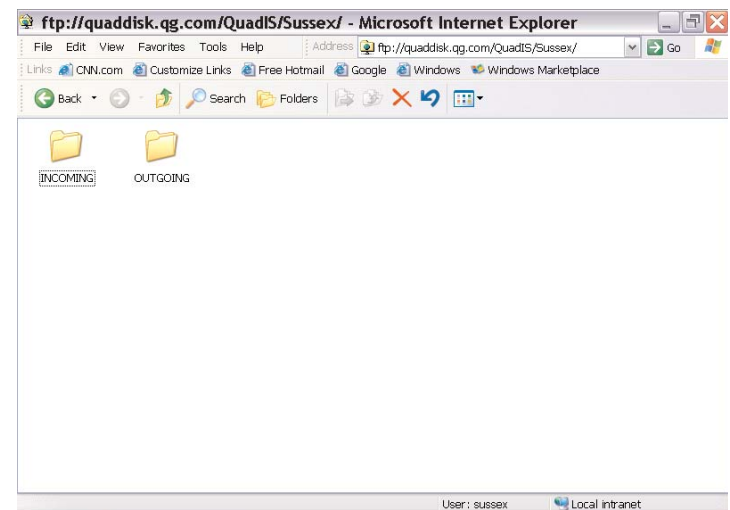 ftp://quaddisk.qg.com/QuadIS/Sussex/ - Microsoft Internet Explorer
File Edit View Favorites Tools Help Address ftp://quaddisk.qg.com/QuadIS/Sussex/ Go
Links CNN.com Customize Links Free Hotmail Google Windows Windows Marketplace
Back Search Folders
INCOMING OUTGOING
User: sussex Local intranet